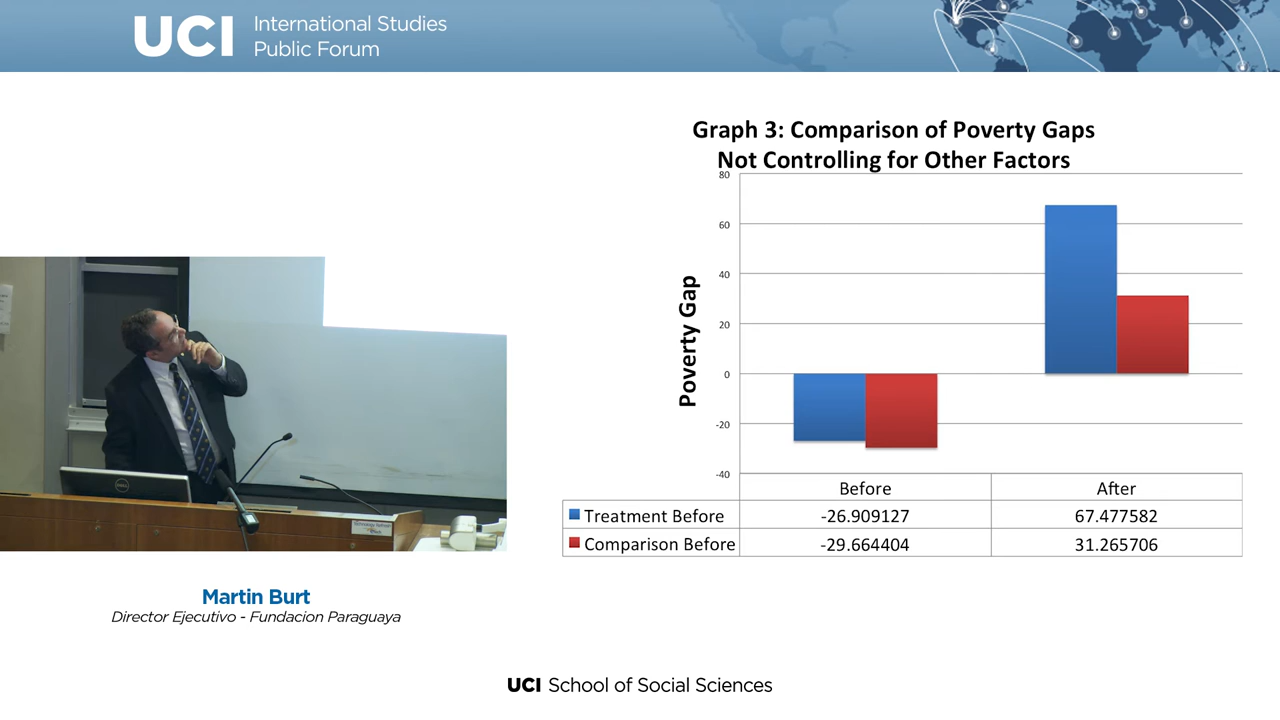 UCI
International Studies
Public Forum
Graph 3: Comparison of Poverty Gaps
Not Controlling for Other Factors
Poverty Gap
80
60
40
20
0
-20
-40
Before After
Treatment Before -26.909127 67.477582
Comparison Before -29.664404 31.265706
DELL
Martin Burt
Director Ejecutivo - Fundacion Paraguaya
UCI School of Social Sciences